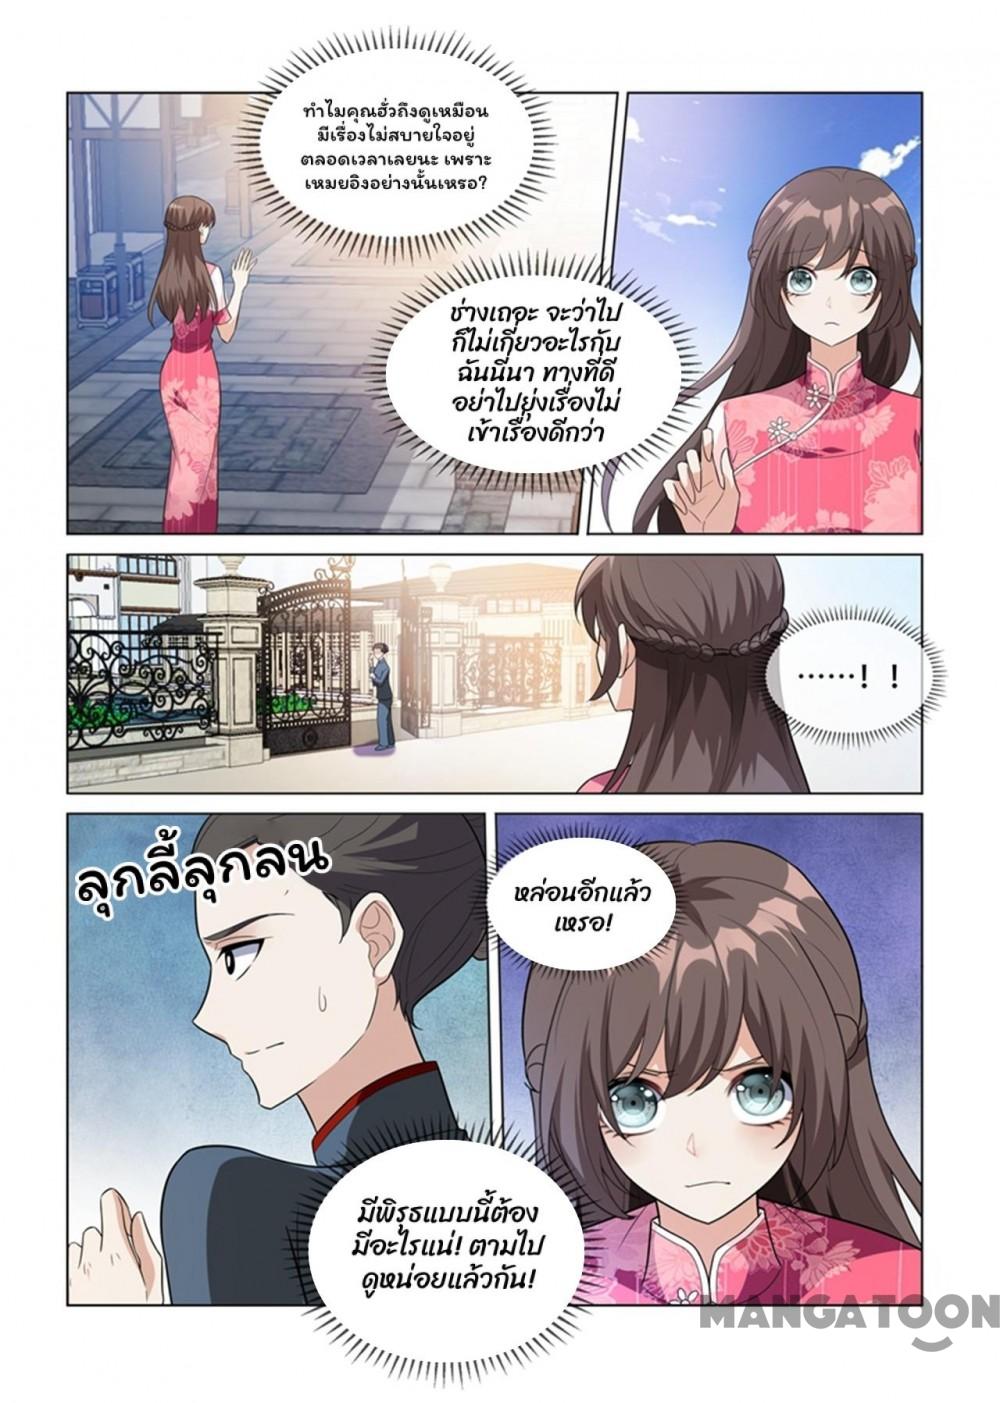 ทำไมคุณฮั่วถึงดูเหมือน
มีเรื่องไม่สบายใจอยู่
ตลอดเวลาเลยนะ เพราะ
เหมยอิงอย่างนั้นเหรอ?
ช่างเถอะ จะว่าไป
ก็ไม่เกี่ยวอะไรกับ
ฉันนี่นา ทางที่ดี
อย่าไปยุ่งเรื่องไม่
เข้าเรื่องดีกว่า
……！！
ลุกลี้ลุกลน
หล่อนอีกแล้ว
เหรอ!
มีพิรุธแบบนี้ต้อง
มีอะไรแน่! ตามไป
ดูหน่อยแล้วกัน!
MANGATOON